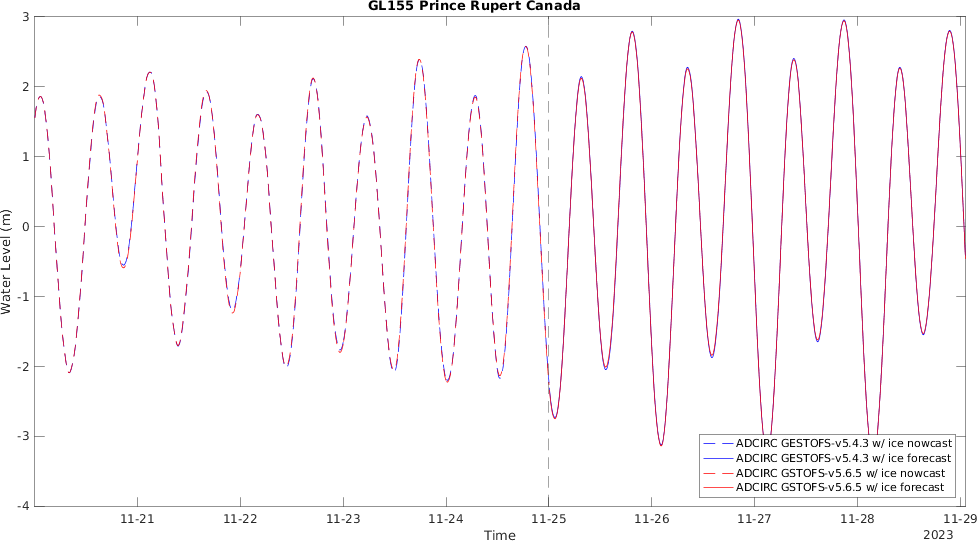 GL155 Prince Rupert Canada
3
2
1
0
-1
-2
-3
-4
Water Level (m)
ADCIRC GESTOFS-v5.4.3 w/ ice nowcast
ADCIRC GESTOFS-v5.4.3 w/ ice forecast
ADCIRC GSTOFS-v5.6.5 w/ ice nowcast
ADCIRC GSTOFS-v5.6.5 w/ ice forecast
11-21 11-22 11-23 11-24 11-25 11-26 11-27 11-28 11-29
Time
2023